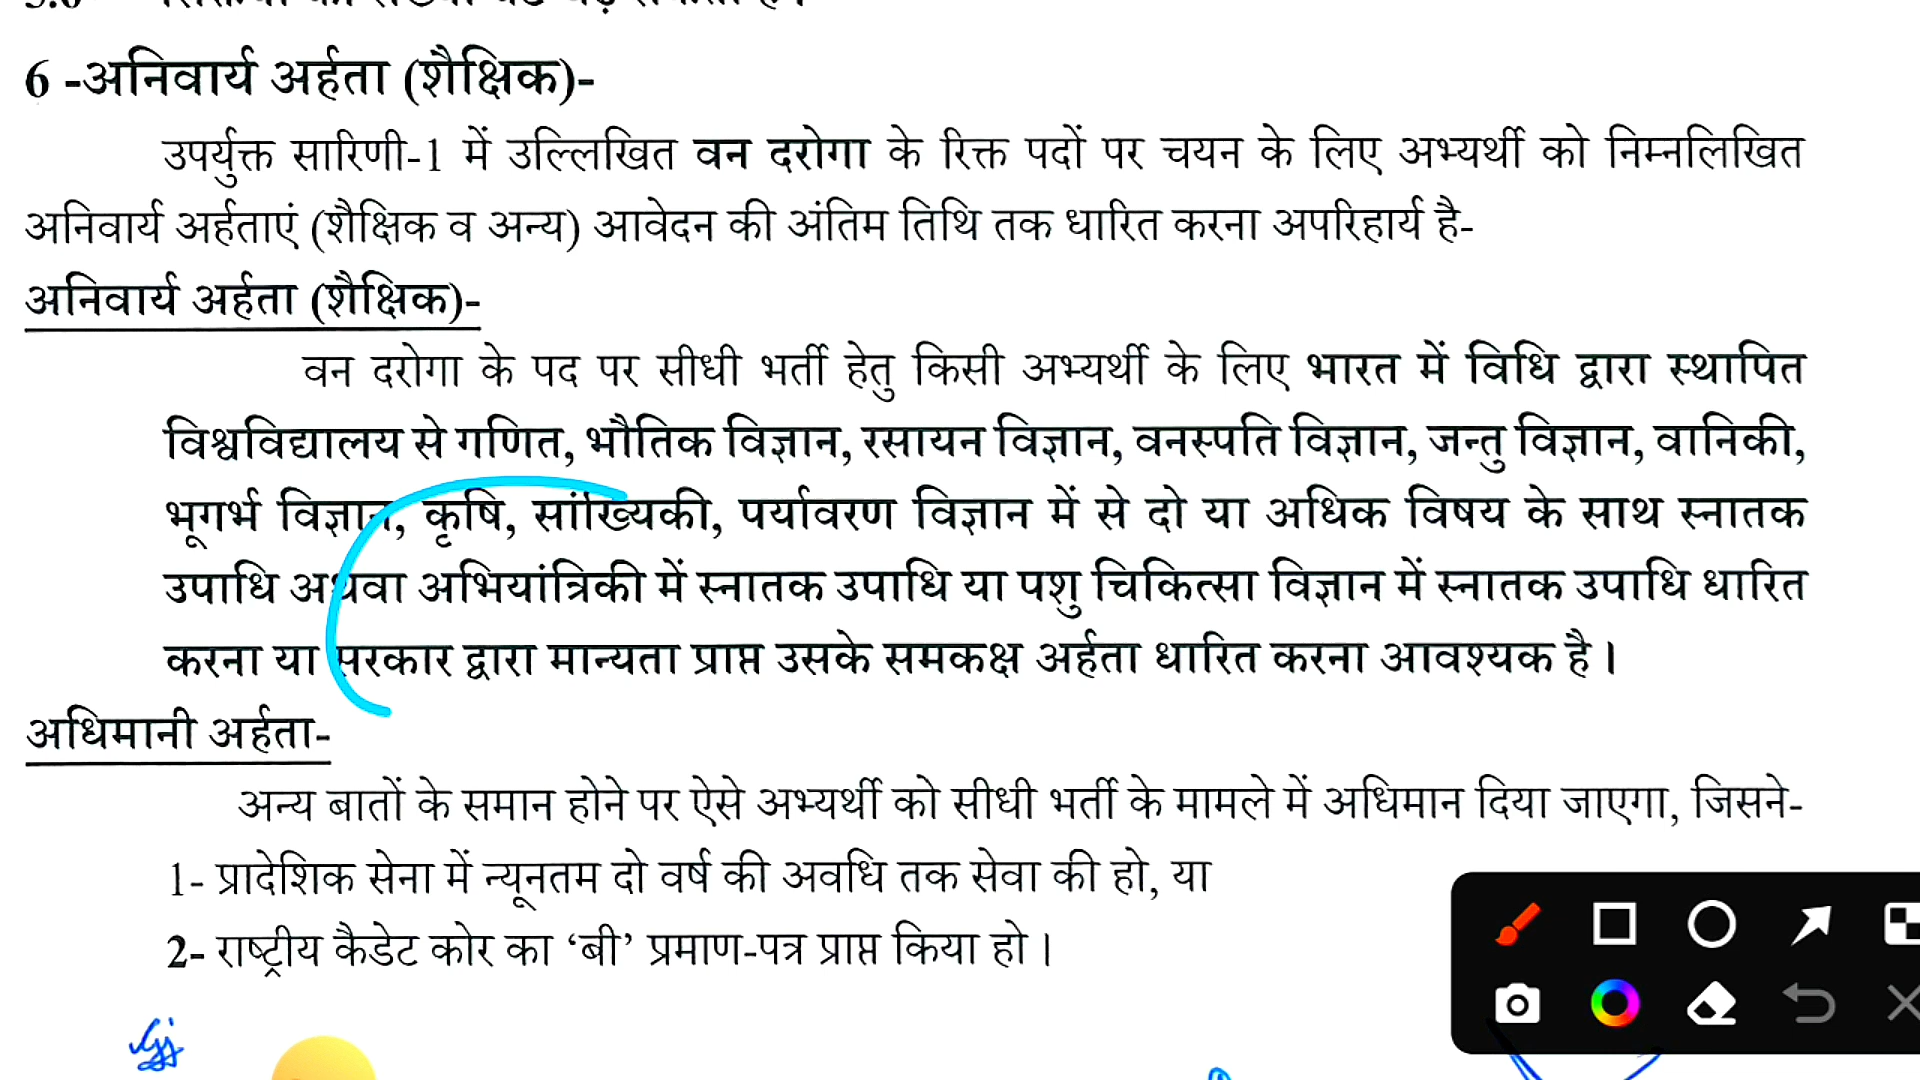 6 -अनिवार्य अर्हता (शैक्षिक)-
उपर्युक्त सारिणी-1 में उल्लिखित वन दरोगा के रिक्त पदों पर चयन के लिए अभ्यर्थी को निम्नलिखित
अनिवार्य अर्हताएं (शैक्षिक व अन्य) आवेदन की अंतिम तिथि तक धारित करना अपरिहार्य है-
अनिवार्य अर्हता (शैक्षिक)-
वन दरोगा के पद पर सीधी भर्ती हेतु किसी अभ्यर्थी के लिए भारत में विधि द्वारा स्थापित
विश्वविद्यालय से गणित, भौतिक विज्ञान, रसायन विज्ञान, वनस्पति विज्ञान, जन्तु विज्ञान, वानिकी,
भूगर्भ विज्ञान, कृषि, सांख्यिकी, पर्यावरण विज्ञान में से दो या अधिक विषय के साथ स्नातक
उपाधि अथवा अभियांत्रिकी में स्नातक उपाधि या पशु चिकित्सा विज्ञान में स्नातक उपाधि धारित
करना या सरकार द्वारा मान्यता प्राप्त उसके समकक्ष अर्हता धारित करना आवश्यक है।
अधिमानी अर्हता-
अन्य बातों के समान होने पर ऐसे अभ्यर्थी को सीधी भर्ती के मामले में अधिमान दिया जाएगा, जिसने-
1- प्रादेशिक सेना में न्यूनतम दो वर्ष की अवधि तक सेवा की हो, या
2- राष्ट्रीय कैडेट कोर का ‘बी’ प्रमाण-पत्र प्राप्त किया हो।